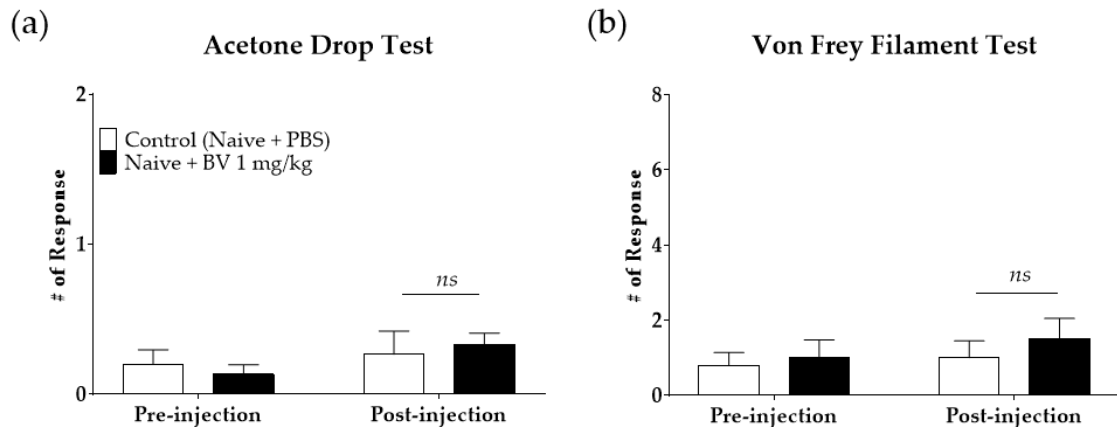 (a)
Acetone Drop Test
# of Response
2
1
0
Control (Naive + PBS)
Naive + BV 1 mg/kg
ns
Pre-injection
Post-injection
(b)
Von Frey Filament Test
# of Response
8
6
4
2
0
ns
Pre-injection
Post-injection